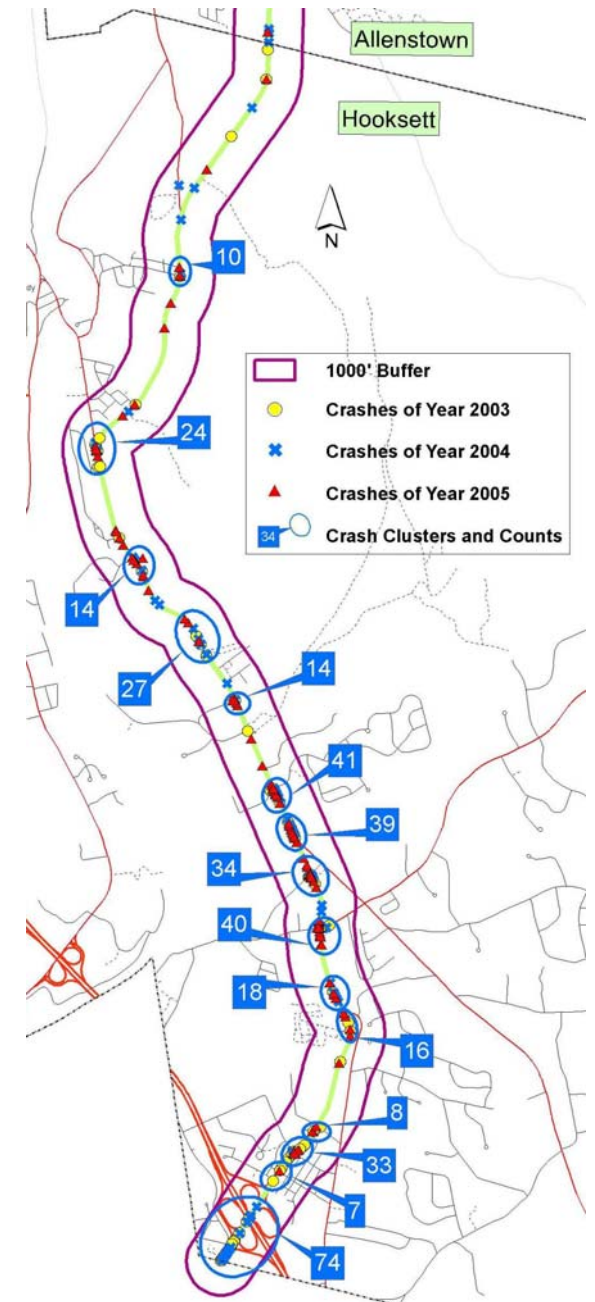 Allenstown
Hooksett
N
10
1000' Buffer
Crashes of Year 2003
24
Crashes of Year 2004
Crashes of Year 2005
34
Crash Clusters and Counts
14
27
14
41
39
34
40
18
16
8
33
7
74